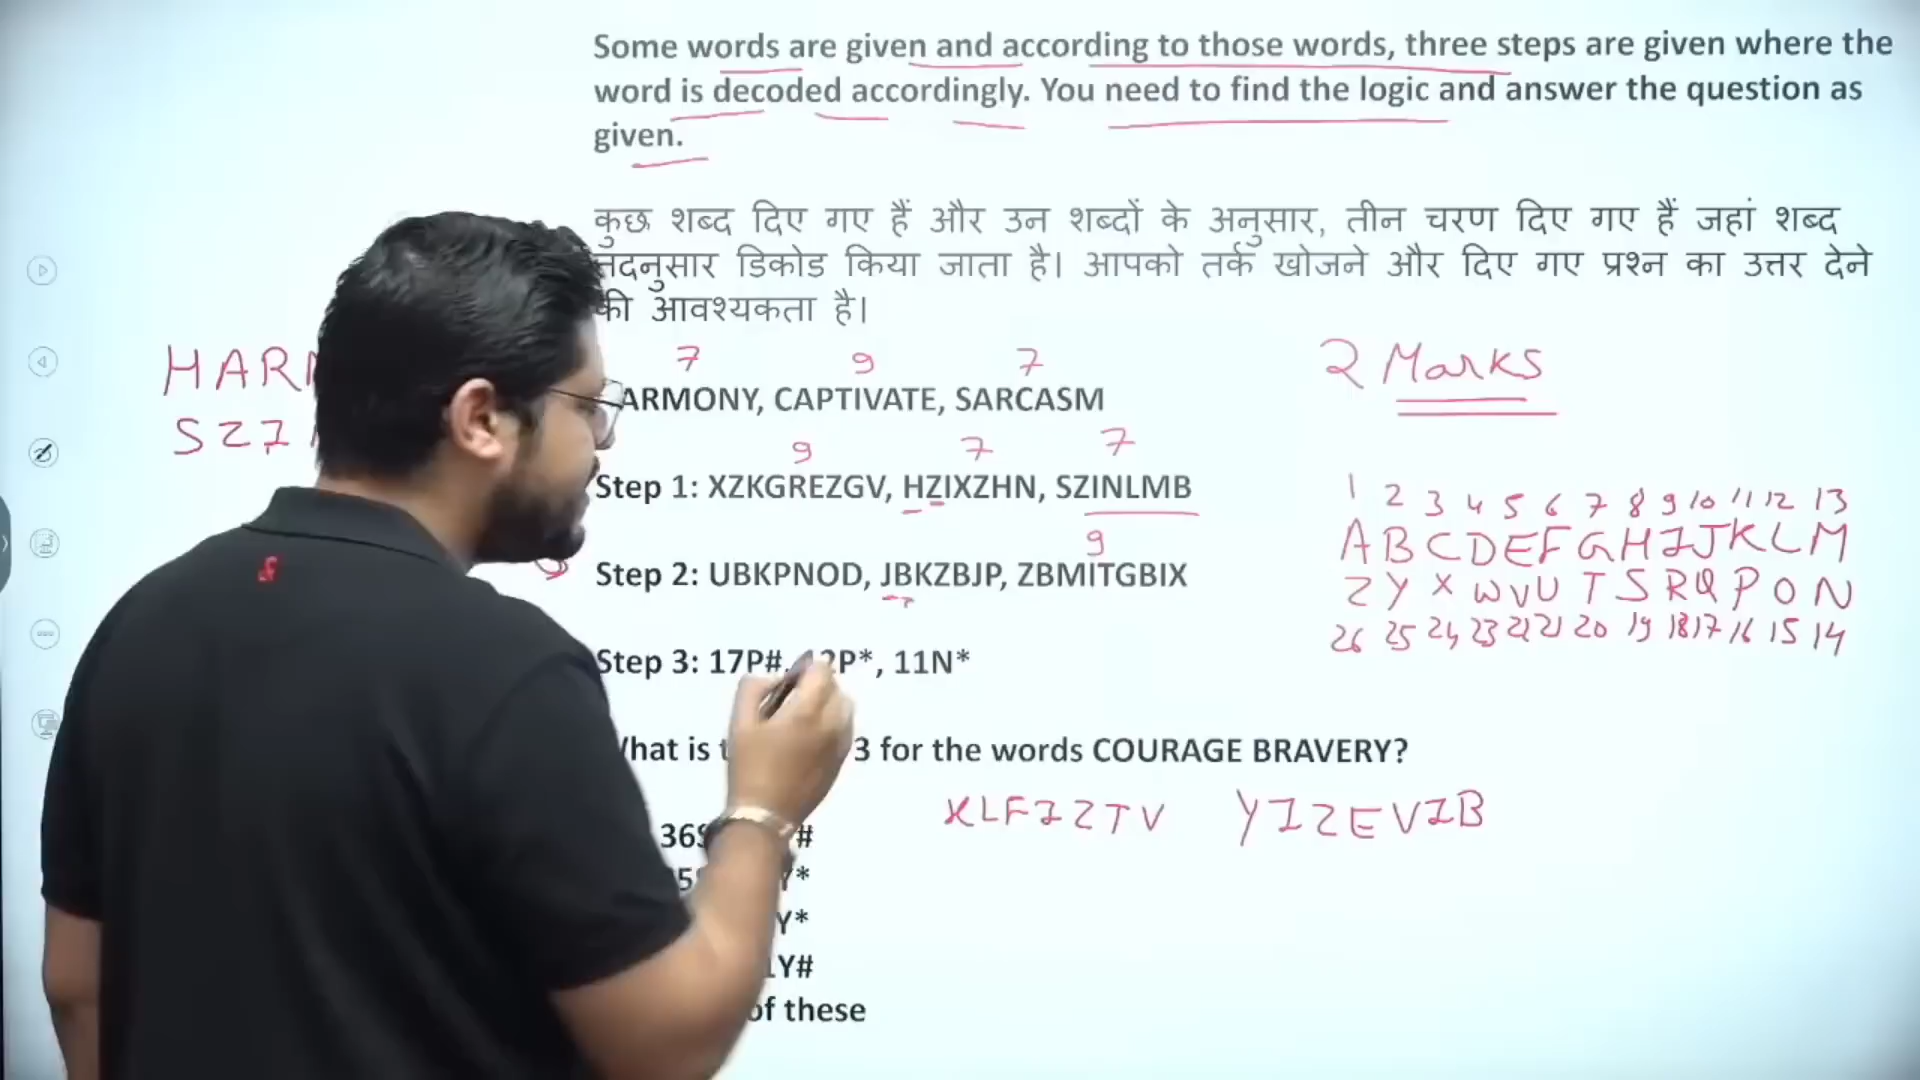 Some words are given and according to those words, three steps are given where the
word is decoded accordingly. You need to find the logic and answer the question as
given.
कुछ शब्द दिए गए हैं और उन शब्दों के अनुसार, तीन चरण दिए गए हैं जहां शब्द
तदनुसार डिकोड किया जाता है। आपको तर्क खोजने और दिए गए प्रश्न का उत्तर देने
की आवश्यकता है।
7 9 7
HAR
2 Marks
ARMONY, CAPTIVATE, SARCASM
SZ7
9 7 7
Step 1: XZKGREZGV, HZIXZHN, SZINLMB
1 2 3 4 5 6 7 8 9 10 11 12 13
A B C D E F G H I J K L M
Z Y X W V U T S R Q P O N
26 25 24 23 22 21 20 19 18 17 16 15 14
9
Step 2: UBKPNOD, JBKZBJP, ZBMITGBIX
Step 3: 17P#, 12P*, 11N*
hat is 3 for the words COURAGE BRAVERY?
XLFIZTV YIZEVIB
36 #
Y*
Y*
Y#
of these